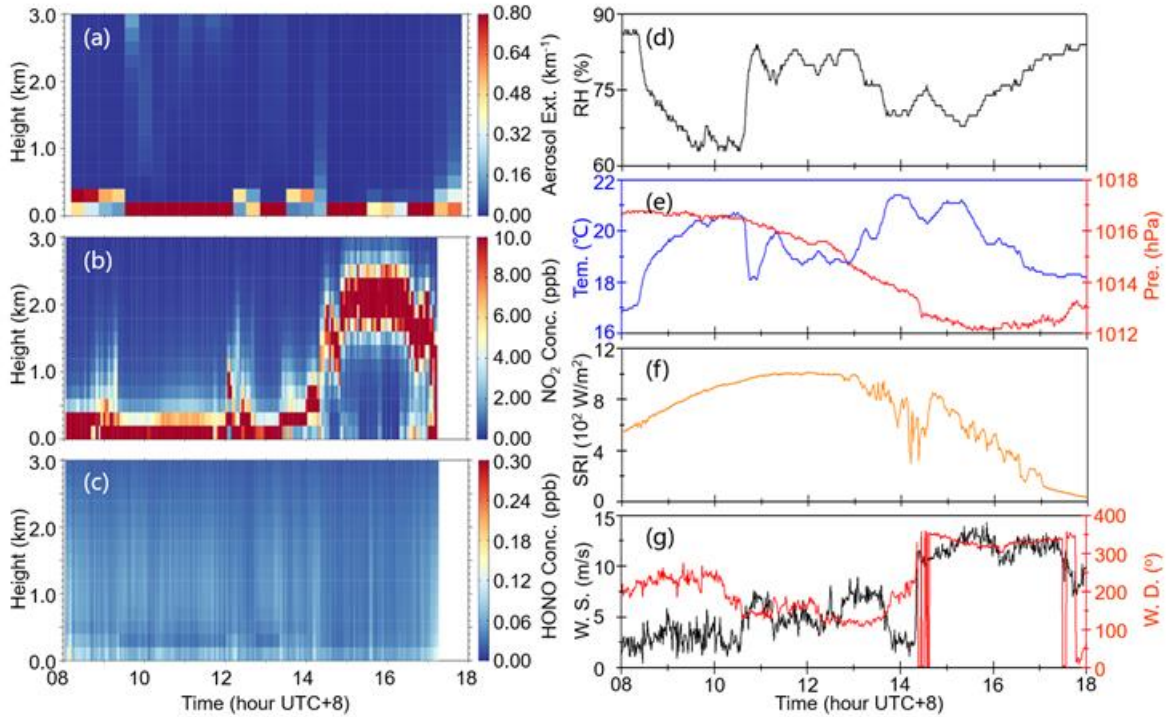 (a)
3.0
2.0
1.0
0.0
Height (km)
0.80
0.64
0.48
0.32
0.16
0.00
Aerosol Ext. (km⁻¹)
(b)
3.0
2.0
1.0
0.0
Height (km)
10.0
8.00
6.00
4.00
2.00
0.00
NO₂ Conc. (ppb)
(c)
3.0
2.0
1.0
0.0
Height (km)
0.30
0.24
0.18
0.12
0.06
0.00
HONO Conc. (ppb)
08 10 12 14 16 18
Time (hour UTC+8)
(d)
90
75
60
RH (%)
(e)
22
20
18
16
Tem. (°C)
1018
1016
1014
1012
Pre. (hPa)
(f)
12
9
6
3
0
SRI (10² W/m²)
(g)
15
10
5
0
W. S. (m/s)
400
300
200
100
0
W. D. (º)
08 10 12 14 16 18
Time (hour UTC+8)